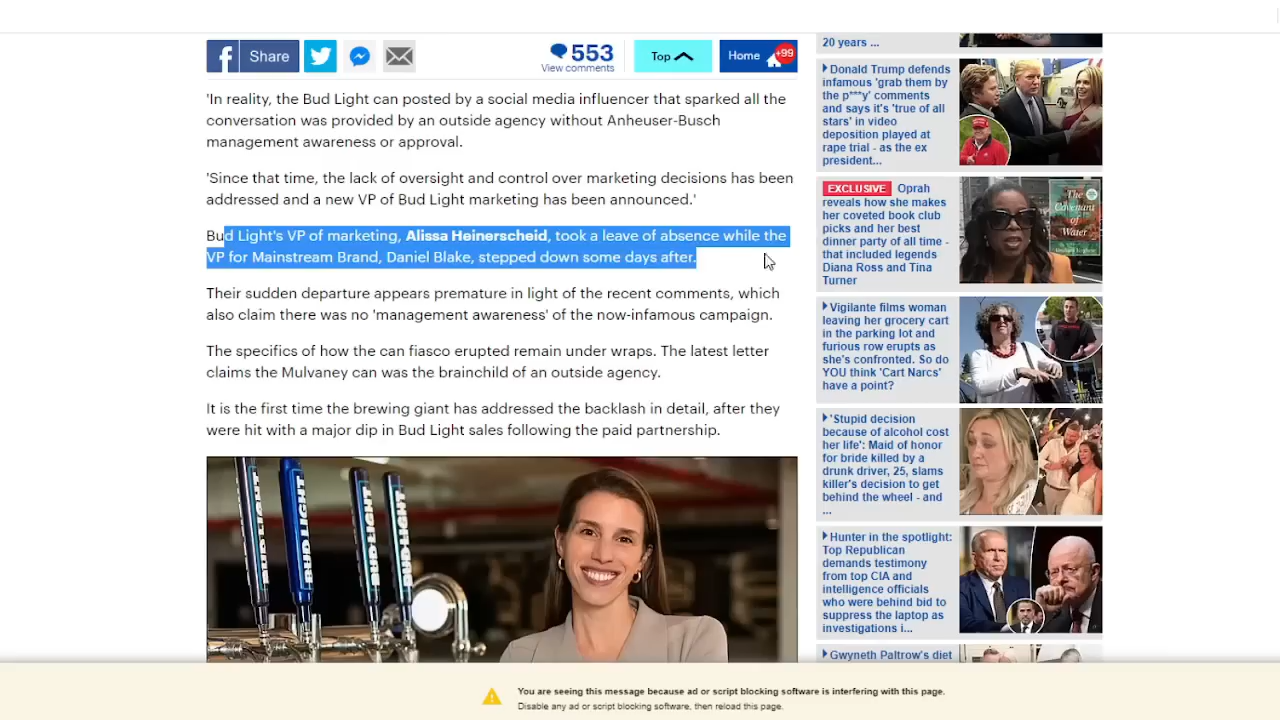 Share
553
View comments
Top
Home
+99
'In reality, the Bud Light can posted by a social media influencer that sparked all the
conversation was provided by an outside agency without Anheuser-Busch
management awareness or approval.
'Since that time, the lack of oversight and control over marketing decisions has been
addressed and a new VP of Bud Light marketing has been announced.'
Bud Light's VP of marketing, Alissa Heinerscheid, took a leave of absence while the
VP for Mainstream Brand, Daniel Blake, stepped down some days after.
Their sudden departure appears premature in light of the recent comments, which
also claim there was no 'management awareness' of the now-infamous campaign.
The specifics of how the can fiasco erupted remain under wraps. The latest letter
claims the Mulvaney can was the brainchild of an outside agency.
It is the first time the brewing giant has addressed the backlash in detail, after they
were hit with a major dip in Bud Light sales following the paid partnership.
20 years ...
Donald Trump defends
infamous 'grab them by
the p***y' comments
and says it's 'true of all
stars' in video
deposition played at
rape trial - as the ex
president...
EXCLUSIVE Oprah
reveals how she makes
her coveted book club
picks and her best
dinner party of all time -
that included legends
Diana Ross and Tina
Turner
The
Covenant
of
Water
Vigilante films woman
leaving her grocery cart
in the parking lot and
furious row erupts as
she's confronted. So do
YOU think 'Cart Narcs'
have a point?
'Stupid decision
because of alcohol cost
her life': Maid of honor
for bride killed by a
drunk driver, 25, slams
killer's decision to get
behind the wheel - and
...
Hunter in the spotlight:
Top Republican
demands testimony
from top CIA and
intelligence officials
who were behind bid to
suppress the laptop as
investigations i...
Gwyneth Paltrow's diet
You are seeing this message because ad or script blocking software is interfering with this page.
Disable any ad or script blocking software, then reload this page.